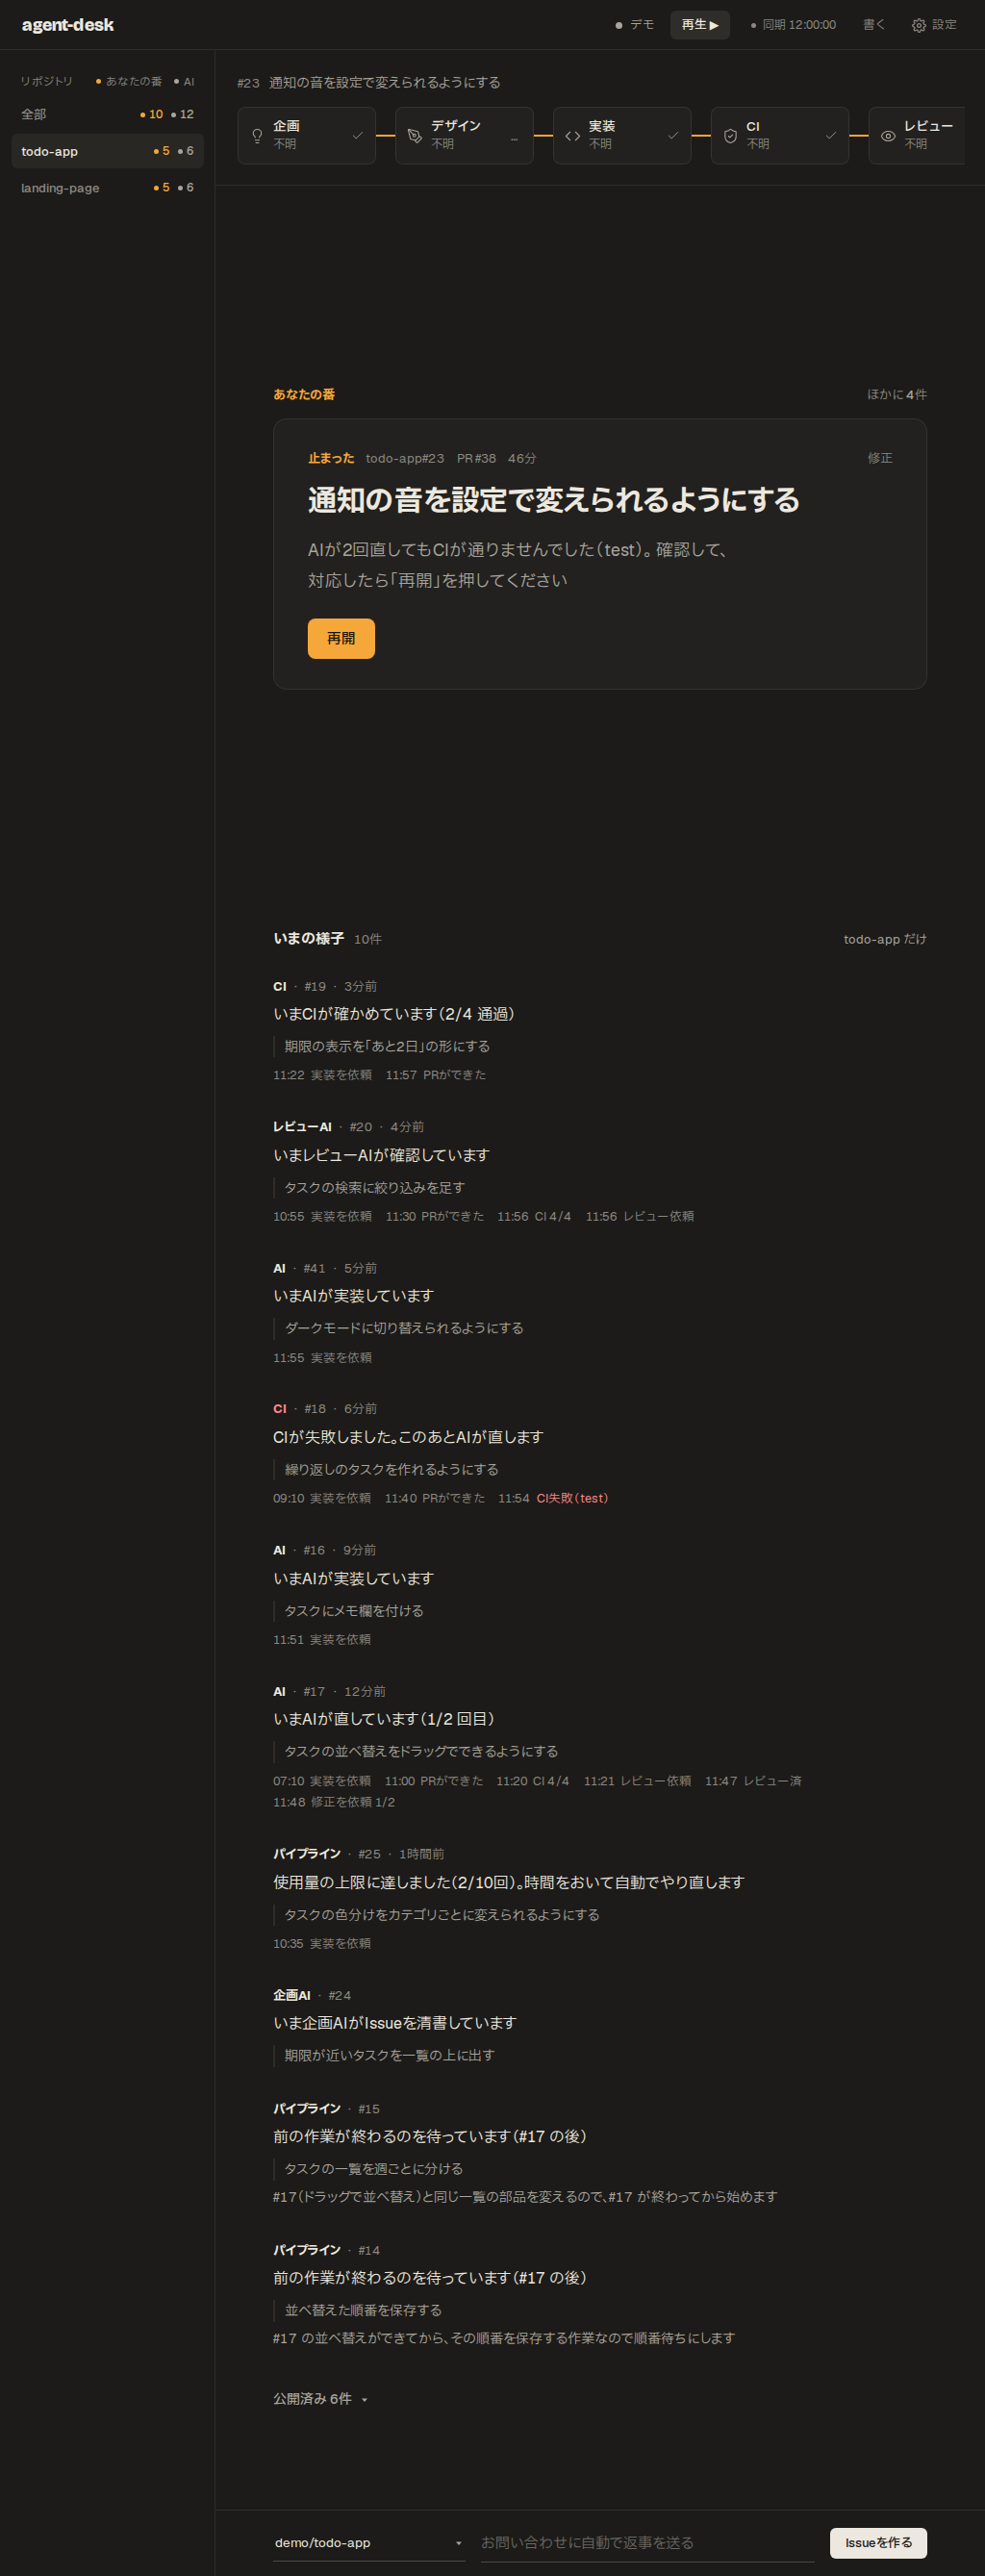 agent-desk
デモ 再生 ▶ 同期 12:00:00 書く 設定
リポジトリ あなたの番 AI
全部 10 12
todo-app 5 6
landing-page 5 6
#23 通知の音を設定で変えられるようにする
企画 不明
デザイン 不明 …
実装 不明
CI 不明
レビュー 不明
あなたの番 ほかに4件
止まった todo-app#23 PR#38 46分 修正
通知の音を設定で変えられるようにする
AIが2回直してもCIが通りませんでした（test）。確認して、
対応したら「再開」を押してください
再開
いまの様子 10件 todo-app だけ
CI · #19 · 3分前
いまCIが確かめています（2/4 通過）
期限の表示を「あと2日」の形にする
11:22 実装を依頼 11:57 PRができた
レビューAI · #20 · 4分前
いまレビューAIが確認しています
タスクの検索に絞り込みを足す
10:55 実装を依頼 11:30 PRができた 11:56 CI 4/4 11:56 レビュー依頼
AI · #41 · 5分前
いまAIが実装しています
ダークモードに切り替えられるようにする
11:55 実装を依頼
CI · #18 · 6分前
CIが失敗しました。このあとAIが直します
繰り返しのタスクを作れるようにする
09:10 実装を依頼 11:40 PRができた 11:54 CI失敗（test）
AI · #16 · 9分前
いまAIが実装しています
タスクにメモ欄を付ける
11:51 実装を依頼
AI · #17 · 12分前
いまAIが直しています（1/2 回目）
タスクの並べ替えをドラッグでできるようにする
07:10 実装を依頼 11:00 PRができた 11:20 CI 4/4 11:21 レビュー依頼 11:47 レビュー済
11:48 修正を依頼 1/2
パイプライン · #25 · 1時間前
使用量の上限に達しました（2/10回）。時間をおいて自動でやり直します
タスクの色分けをカテゴリごとに変えられるようにする
10:35 実装を依頼
企画AI · #24
いま企画AIがIssueを清書しています
期限が近いタスクを一覧の上に出す
パイプライン · #15
前の作業が終わるのを待っています（#17 の後）
タスクの一覧を週ごとに分ける
#17（ドラッグで並べ替え）と同じ一覧の部品を変えるので、#17 が終わってから始めます
パイプライン · #14
前の作業が終わるのを待っています（#17 の後）
並べ替えた順番を保存する
#17 の並べ替えができてから、その順番を保存する作業なので順番待ちにします
公開済み 6件
demo/todo-app お問い合わせに自動で返事を送る Issueを作る